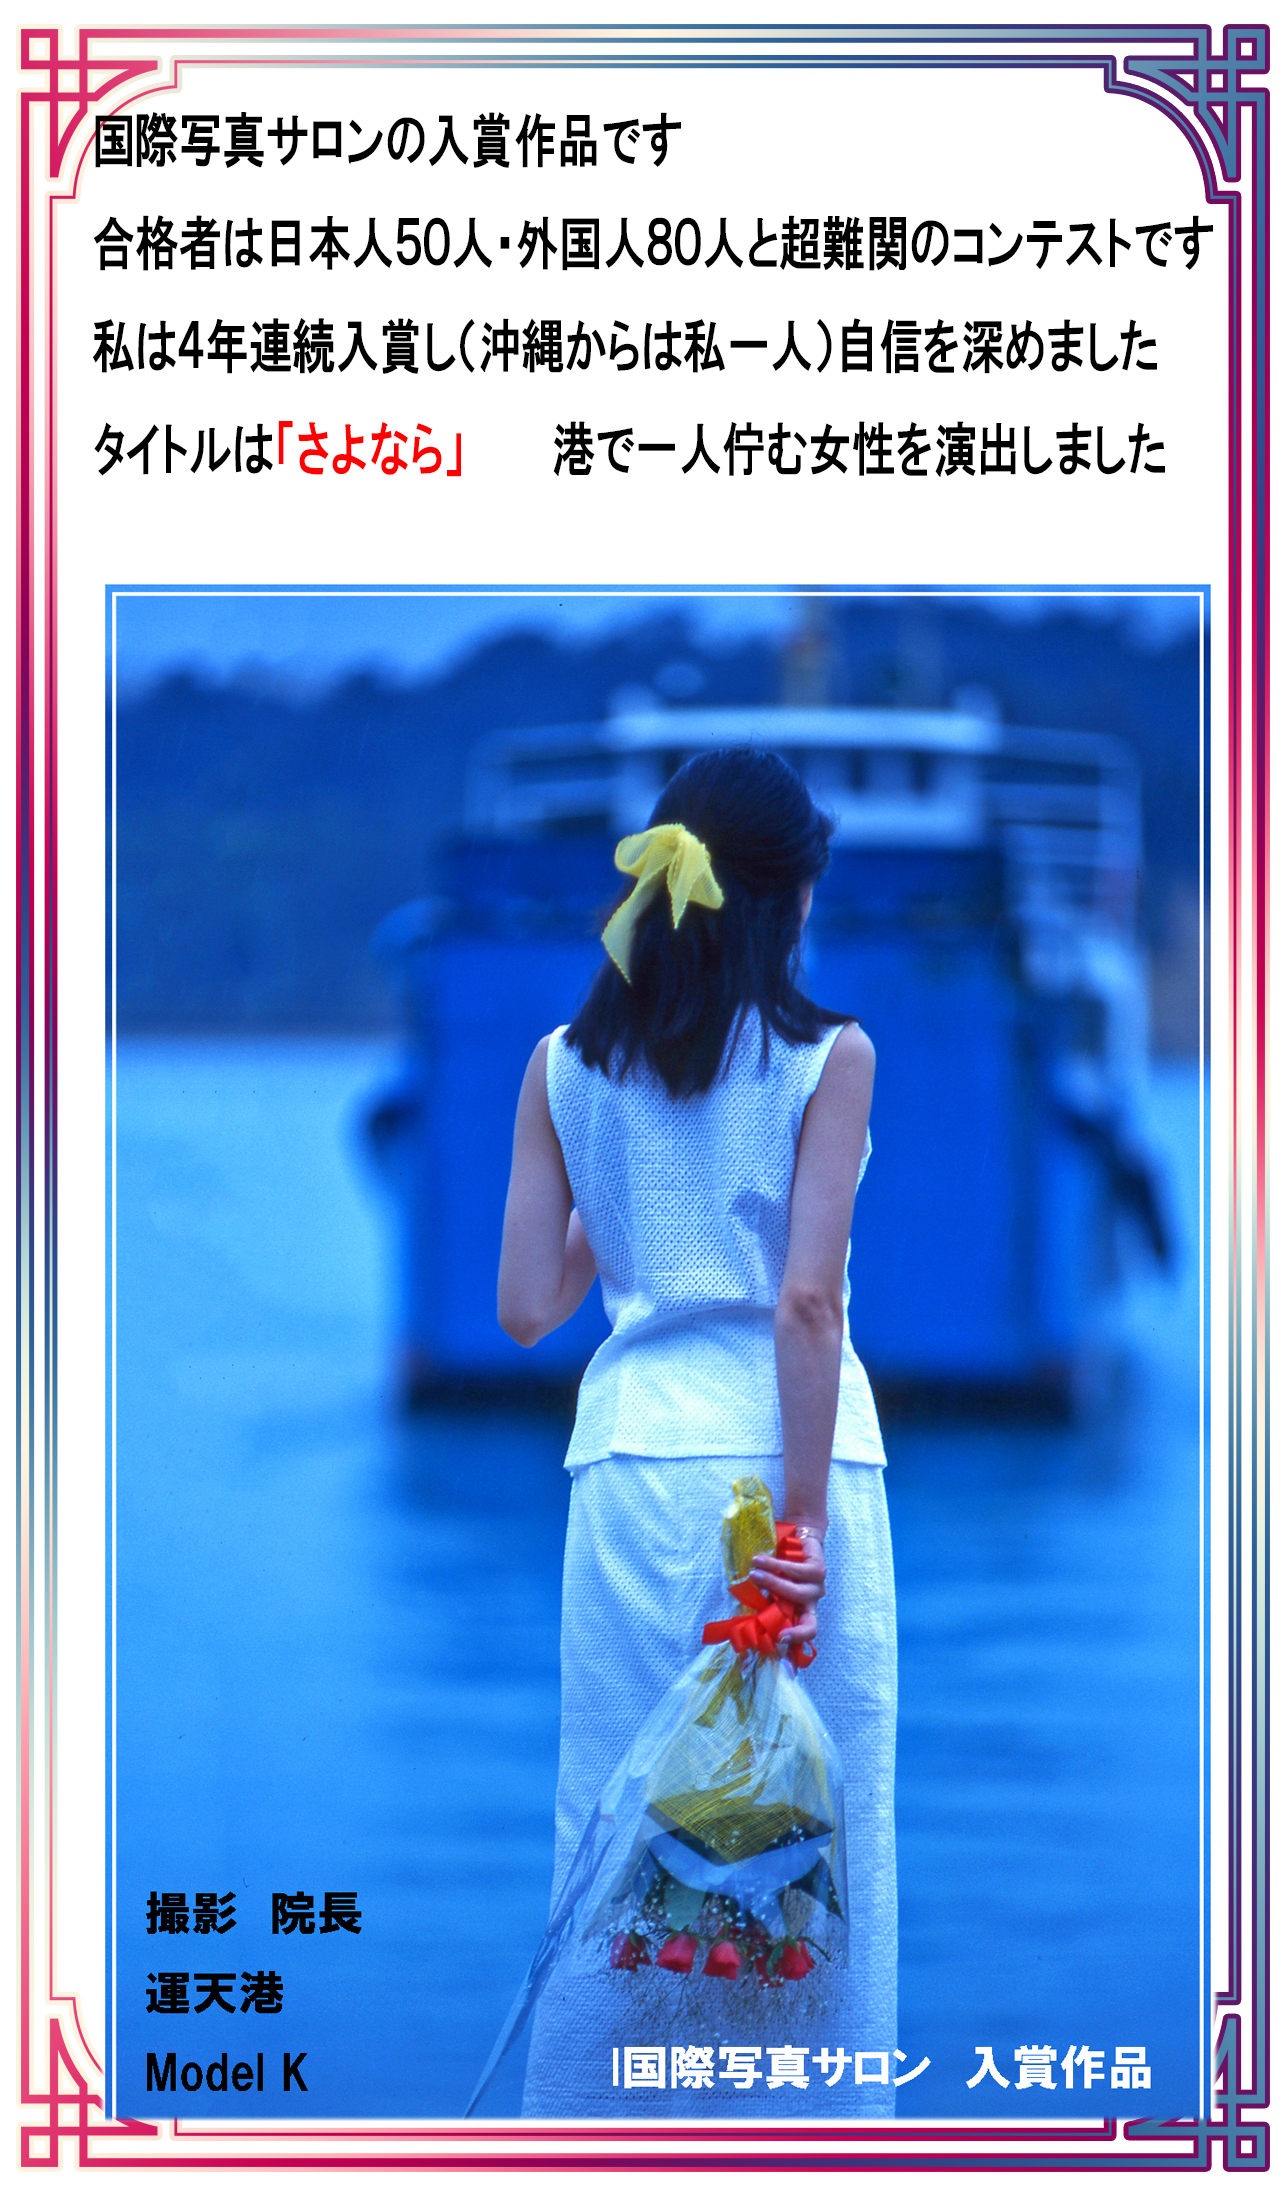 国際写真サロンの入賞作品です
合格者は日本人50人・外国人80人と超難関のコンテストです
私は4年連続入賞し（沖縄からは私一人）自信を深めました
タイトルは「さよなら」　　港で一人佇む女性を演出しました
撮影　院長
運天港
Model K
|国際写真サロン　入賞作品